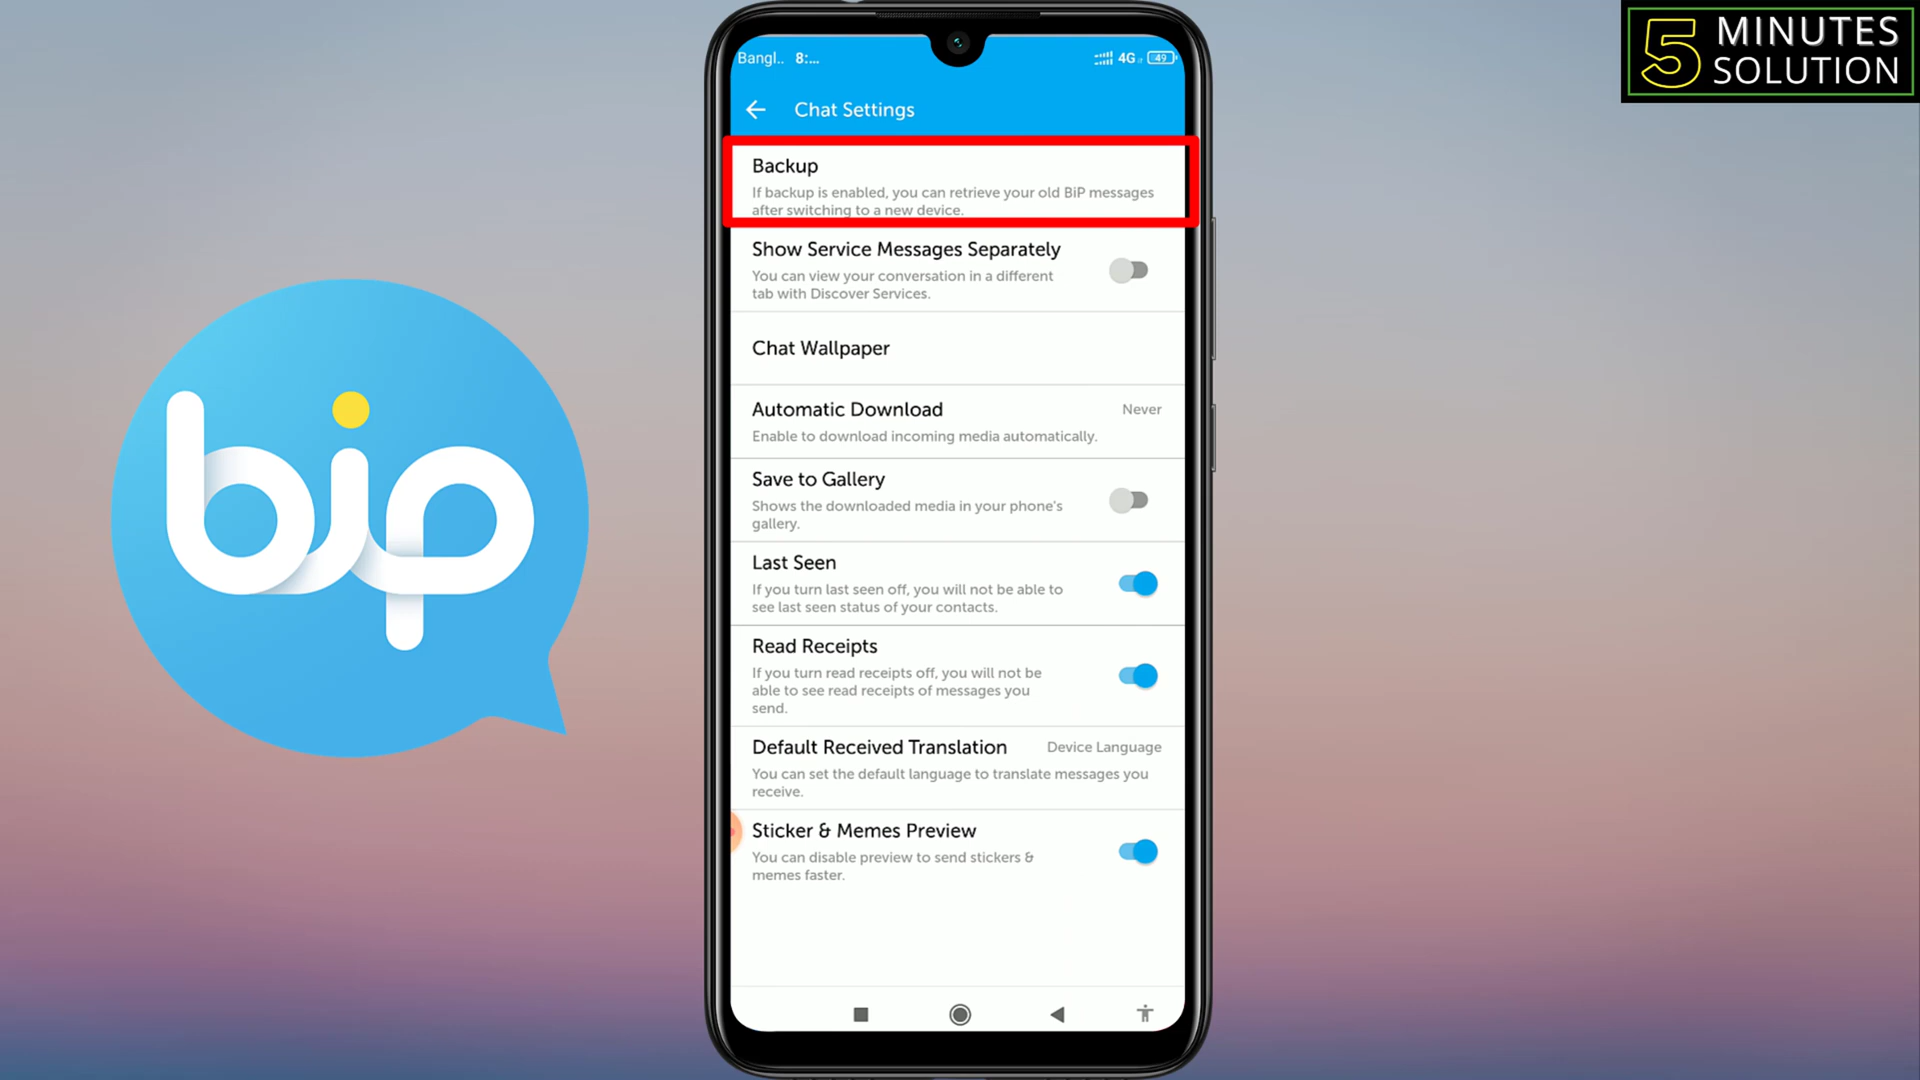 5 MINUTES
SOLUTION
Bangl.. 8:... 4G 49
Chat Settings
Backup
If backup is enabled, you can retrieve your old BiP messages
after switching to a new device.
Show Service Messages Separately
You can view your conversation in a different
tab with Discover Services.
Chat Wallpaper
Automatic Download Never
Enable to download incoming media automatically.
Save to Gallery
Shows the downloaded media in your phone's
gallery.
Last Seen
If you turn last seen off, you will not be able to
see last seen status of your contacts.
Read Receipts
If you turn read receipts off, you will not be
able to see read receipts of messages you
send.
Default Received Translation Device Language
You can set the default language to translate messages you
receive.
Sticker & Memes Preview
You can disable preview to send stickers &
memes faster.
bip